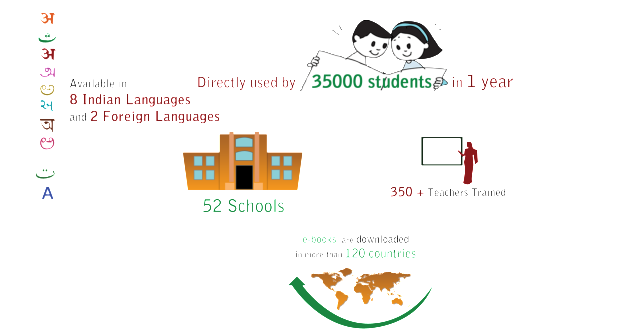 अ
ت
अ
અ
Available in
8 Indian Languages
and 2 Foreign Languages
Directly used by 35000 students in 1 year
অ
A
52 Schools
350 + Teachers Trained
e-books are downloaded
in more than 120 countries